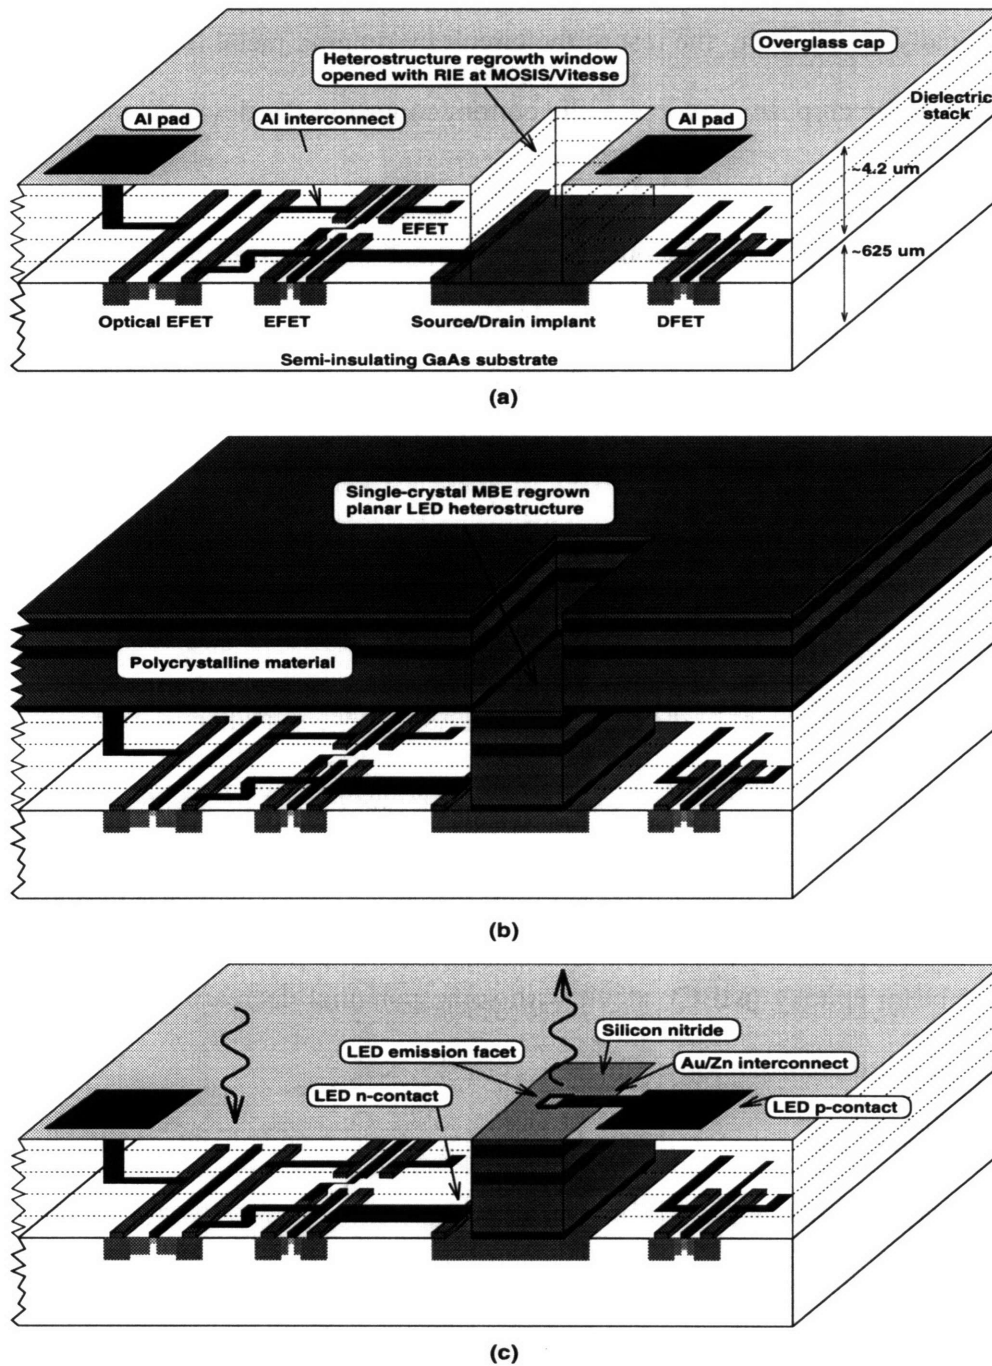 Overglass cap
Heterostructure regrowth window
opened with RIE at MOSIS/Vitesse
Dielectric
stack
Al pad
Al interconnect
Al pad
~4.2 um
EFET
~625 um
Optical EFET
EFET
Source/Drain implant
DFET
Semi-insulating GaAs substrate
(a)
Single-crystal MBE regrown
planar LED heterostructure
Polycrystalline material
(b)
Silicon nitride
LED emission facet
Au/Zn interconnect
LED n-contact
LED p-contact
(c)